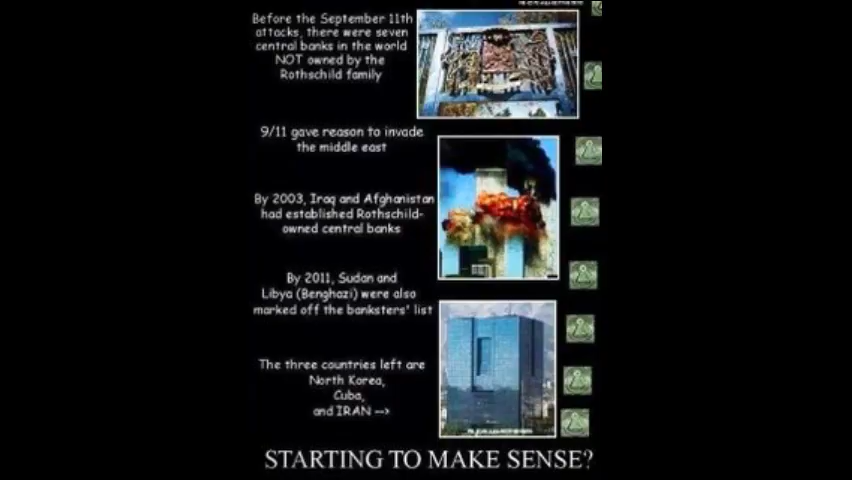 Before the September 11th
attacks, there were seven
central banks in the world
NOT owned by the
Rothschild family
9/11 gave reason to invade
the middle east
By 2003, Iraq and Afghanistan
had established Rothschild-
owned central banks
By 2011, Sudan and
Libya (Benghazi) were also
marked off the banksters' list
The three countries left are
North Korea,
Cuba,
and IRAN -->
STARTING TO MAKE SENSE?